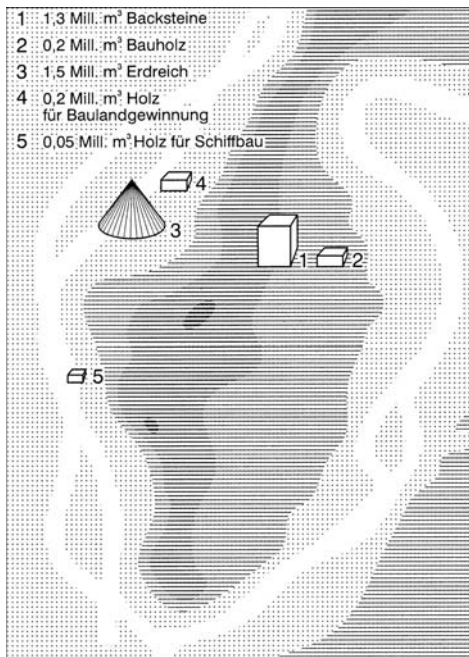 1 1,3 Mill. m³ Backsteine
2 0,2 Mill. m³ Bauholz
3 1,5 Mill. m³ Erdreich
4 0,2 Mill. m³ Holz
für Baulandgewinnung
5 0,05 Mill. m³ Holz für Schiffbau
4
3
1
2
5